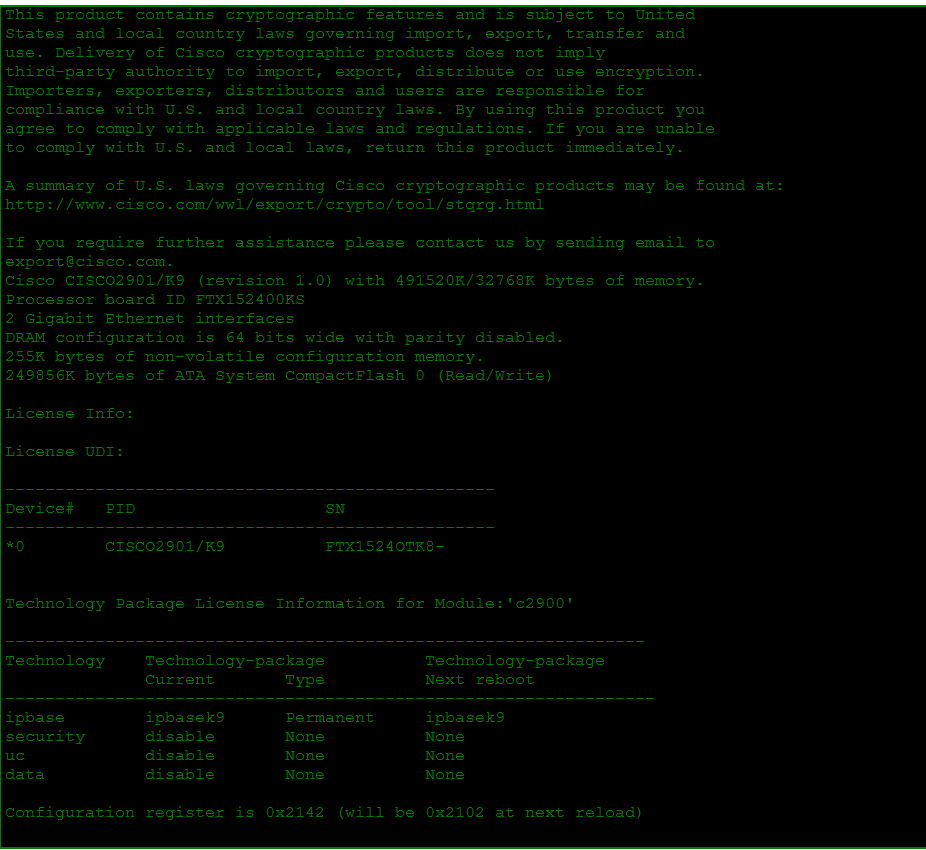 This product contains cryptographic features and is subject to United
States and local country laws governing import, export, transfer and
use. Delivery of Cisco cryptographic products does not imply
third-party authority to import, export, distribute or use encryption.
Importers, exporters, distributors and users are responsible for
compliance with U.S. and local country laws. By using this product you
agree to comply with applicable laws and regulations. If you are unable
to comply with U.S. and local laws, return this product immediately.

A summary of U.S. laws governing Cisco cryptographic products may be found at:
http://www.cisco.com/wwl/export/crypto/tool/stqrg.html

If you require further assistance please contact us by sending email to
export@cisco.com.
Cisco CISCO2901/K9 (revision 1.0) with 491520K/32768K bytes of memory.
Processor board ID FTX152400KS
2 Gigabit Ethernet interfaces
DRAM configuration is 64 bits wide with parity disabled.
255K bytes of non-volatile configuration memory.
249856K bytes of ATA System CompactFlash 0 (Read/Write)

License Info:

License UDI:

-------------------------------------------------
Device#   PID                   SN
-------------------------------------------------
*0        CISCO2901/K9          FTX1524OTK8-


Technology Package License Information for Module:'c2900'

----------------------------------------------------------------
Technology    Technology-package          Technology-package
              Current       Type          Next reboot
-----------------------------------------------------------------
ipbase        ipbasek9      Permanent     ipbasek9
security      disable       None          None
uc            disable       None          None
data          disable       None          None

Configuration register is 0x2142 (will be 0x2102 at next reload)